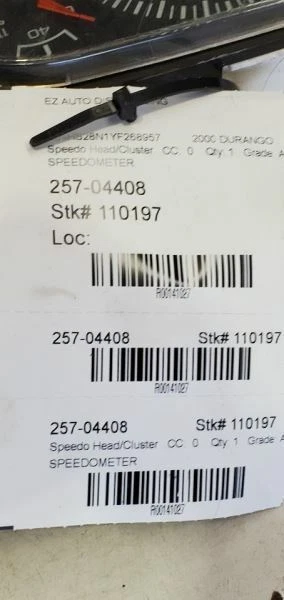 40
EZ AUTO
2000 DURANGO
Speedo Head/Cluster CC: 0 Qty: 1 Grade A
SPEEDOMETER
257-04408
Stk# 110197
Loc:
R00141027
257-04408 Stk# 110197
R00141027
257-04408 Stk# 110197
Speedo Head/Cluster CC: 0 Qty: 1 Grade A
SPEEDOMETER
R00141027